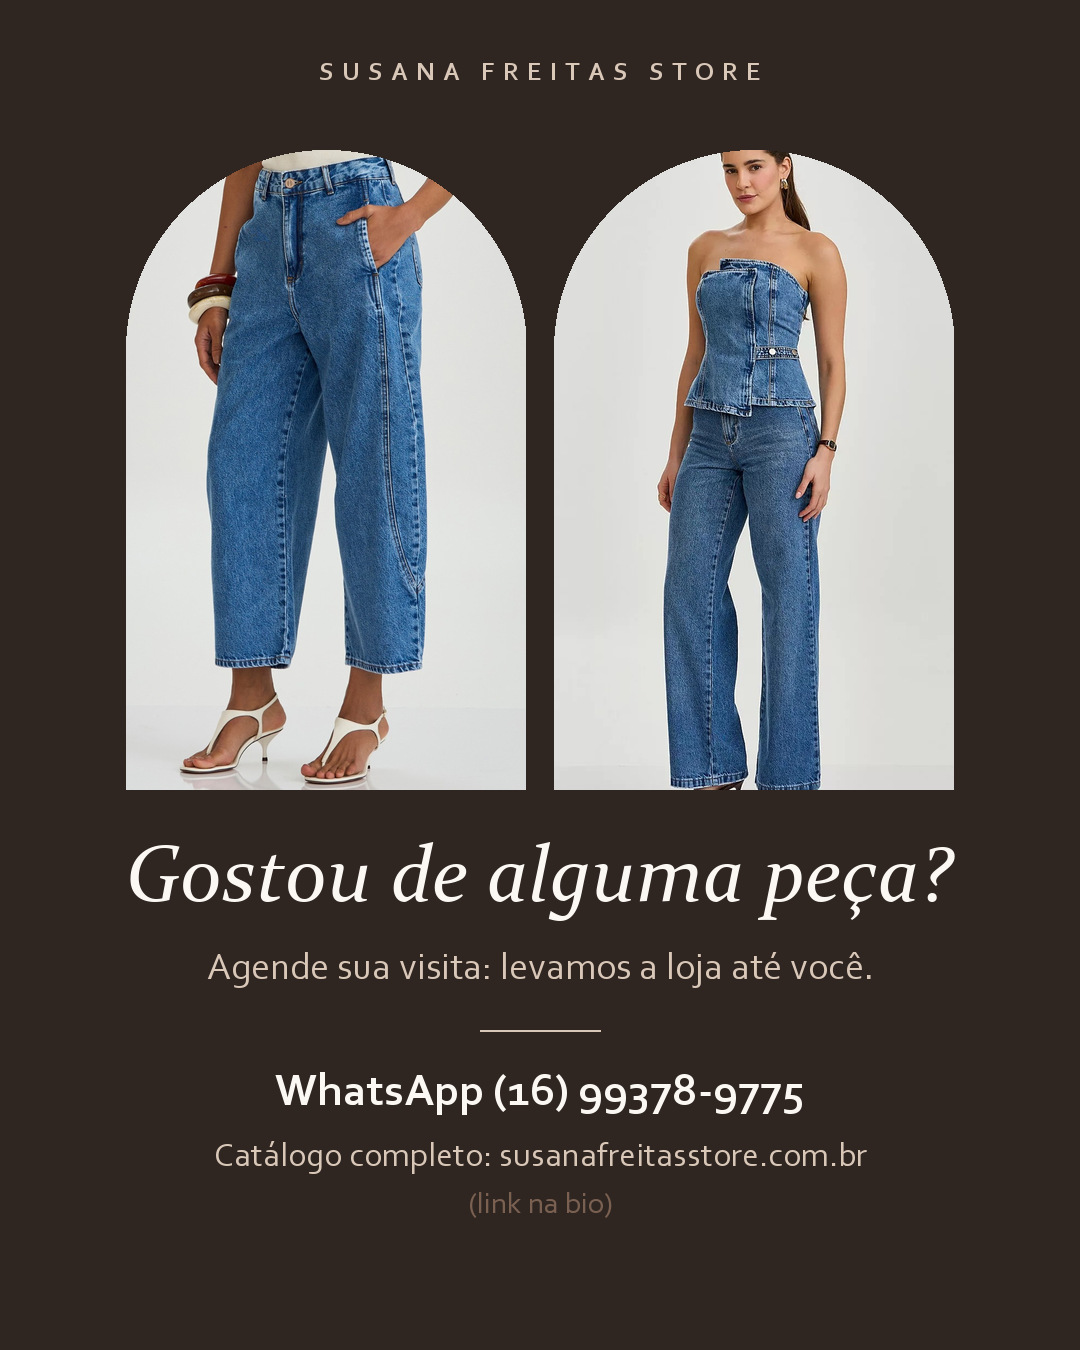 SUSANA FREITAS STORE
Gostou de alguma peça?
Agende sua visita: levamos a loja até você.
WhatsApp (16) 99378-9775
Catálogo completo: susanafreitasstore.com.br
(link na bio)